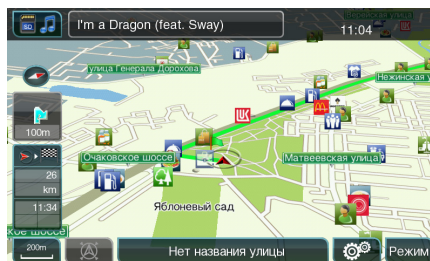 I'm a Dragon (feat. Sway)
11:04
SD
улица Генерала Дорохова
Нежинская у
100m
Очаковское шоссе
Матвеевская улица
26
km
11:34
Яблоневый сад
кое шоссе
200m
Нет названия улицы
Режим